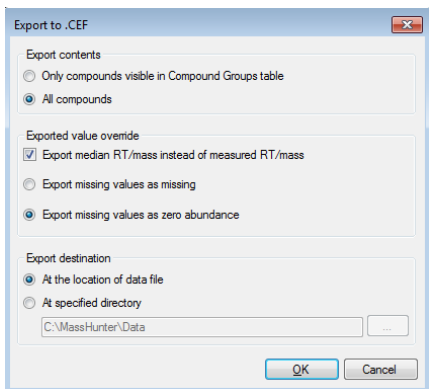 Export to .CEF
Export contents
Only compounds visible in Compound Groups table
All compounds
Exported value override
Export median RT/mass instead of measured RT/mass
Export missing values as missing
Export missing values as zero abundance
Export destination
At the location of data file
At specified directory
C:\MassHunter\Data
...
OK
Cancel